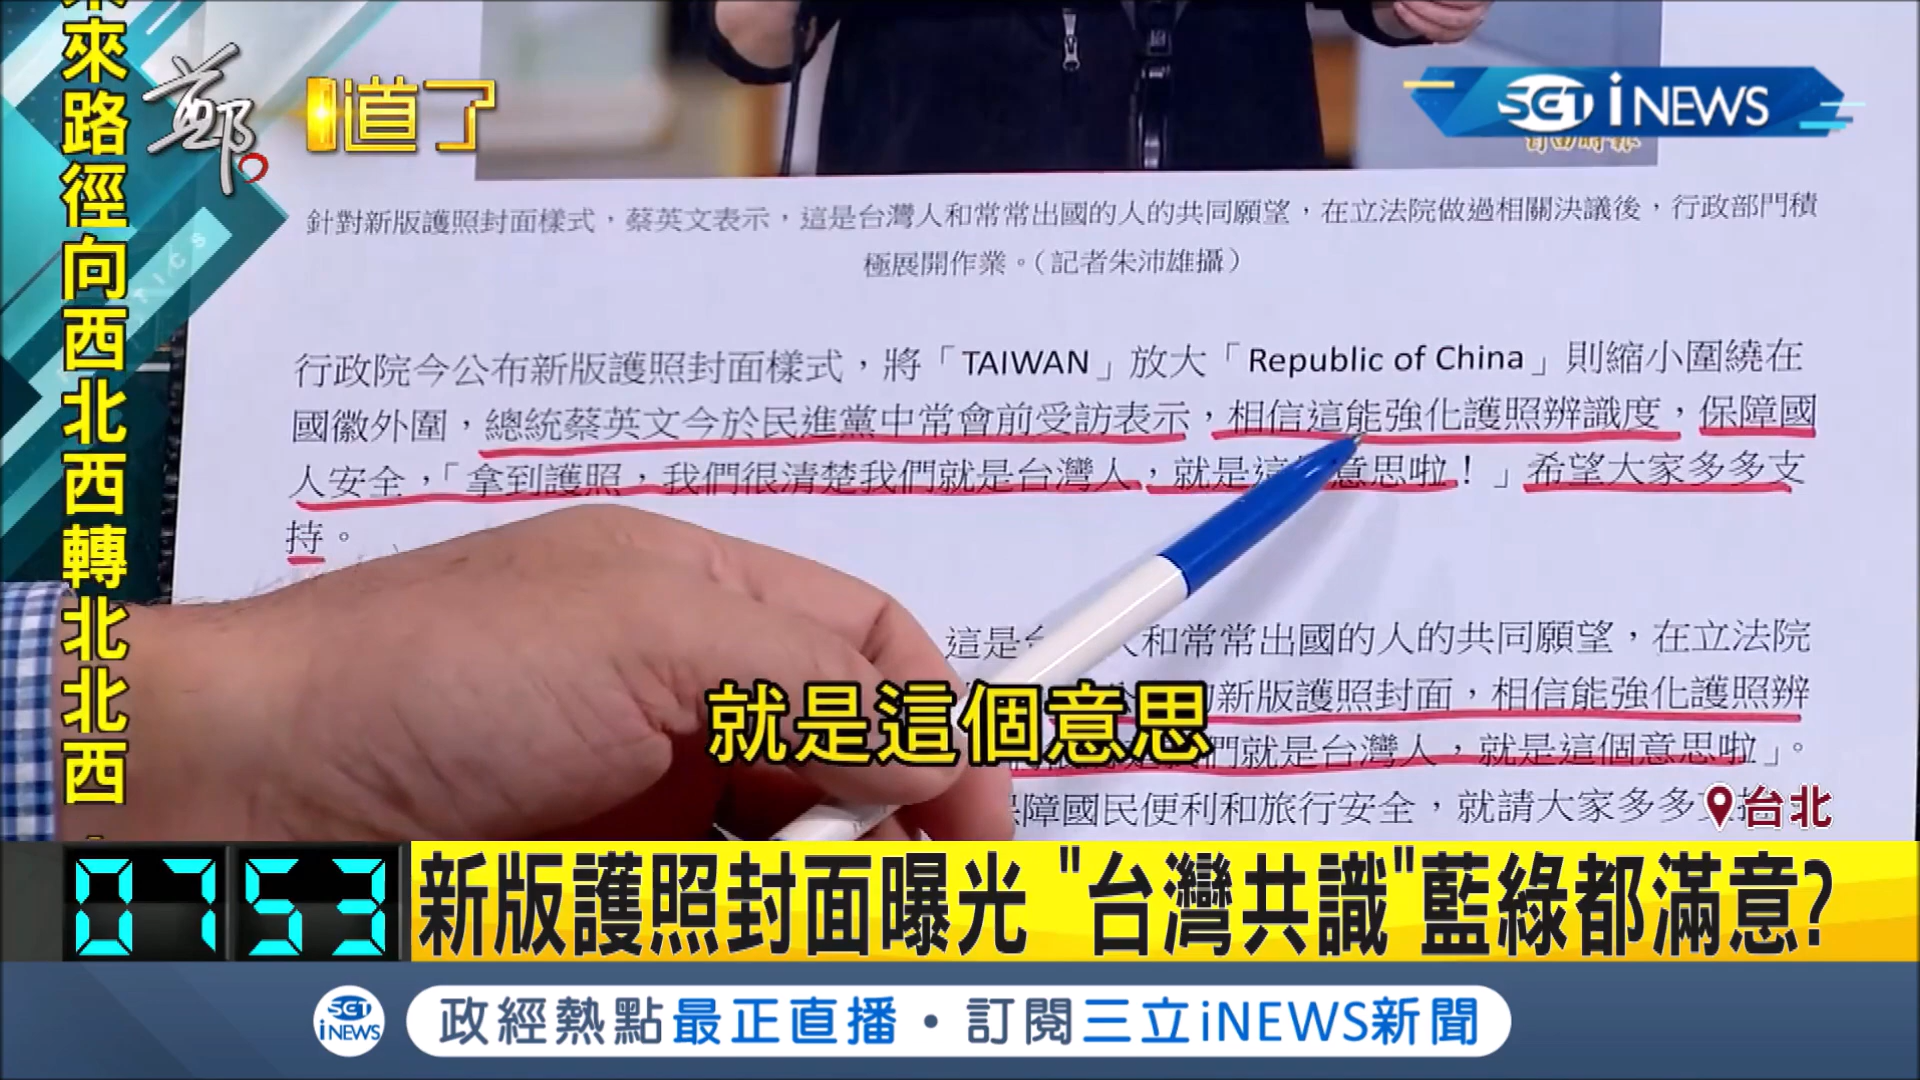 來路徑向西北西轉北北西
鄭
道了
SET iNEWS
自由時報
針對新版護照封面樣式，蔡英文表示，這是台灣人和常常出國的人的共同願望，在立法院做過相關決議後，行政部門積
極展開作業。（記者朱沛雄攝）
行政院今公布新版護照封面樣式，將「TAIWAN」放大「Republic of China」則縮小圍繞在
國徽外圍，總統蔡英文今於民進黨中常會前受訪表示，相信這能強化護照辨識度，保障國
人安全，「拿到護照，我們很清楚我們就是台灣人，就是這意思啦！」希望大家多多支
持。
這是台人和常常出國的人的共同願望，在立法院
新版護照封面，相信能強化護照辨
們就是台灣人，就是這個意思啦」。
障國民便利和旅行安全，就請大家多多
就是這個意思
台北
0753
新版護照封面曝光 "台灣共識"藍綠都滿意?
SET iNEWS
政經熱點最正直播・訂閱三立iNEWS新聞